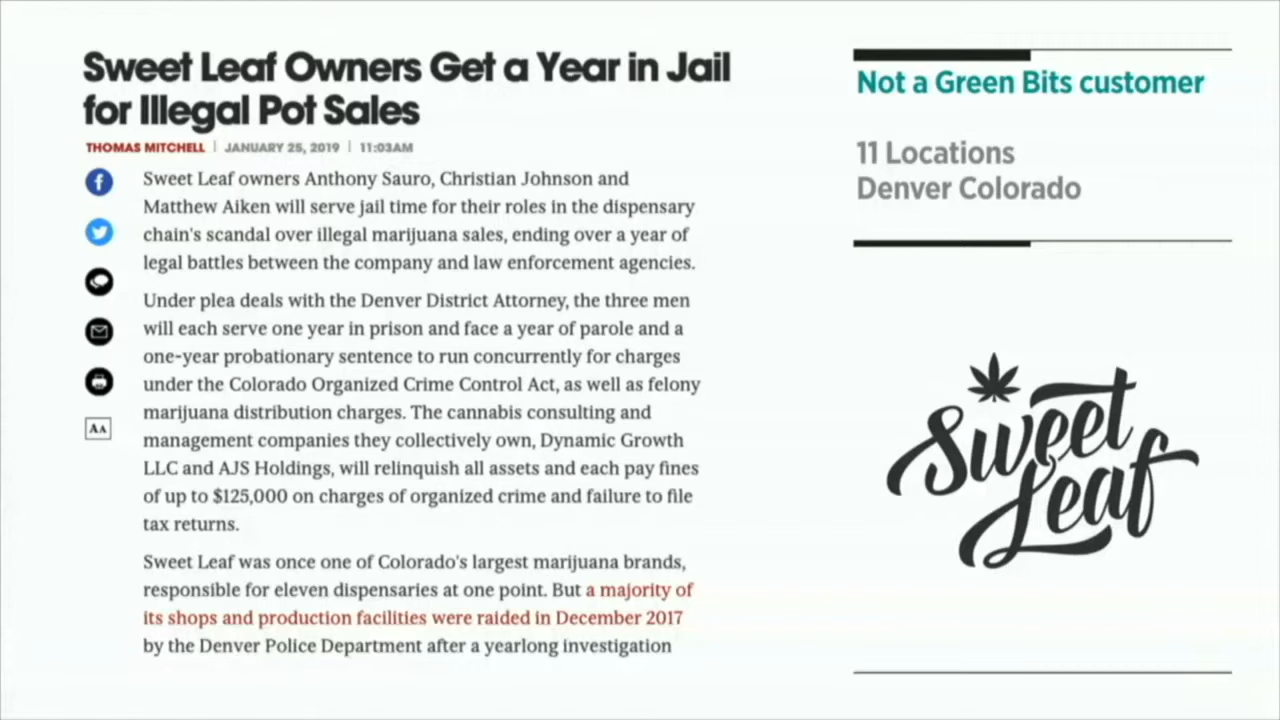 Sweet Leaf Owners Get a Year in Jail
for Illegal Pot Sales
THOMAS MITCHELL | JANUARY 25, 2019 | 11:03AM
Sweet Leaf owners Anthony Sauro, Christian Johnson and
Matthew Aiken will serve jail time for their roles in the dispensary
chain's scandal over illegal marijuana sales, ending over a year of
legal battles between the company and law enforcement agencies.
Under plea deals with the Denver District Attorney, the three men
will each serve one year in prison and face a year of parole and a
one-year probationary sentence to run concurrently for charges
under the Colorado Organized Crime Control Act, as well as felony
marijuana distribution charges. The cannabis consulting and
management companies they collectively own, Dynamic Growth
LLC and AJS Holdings, will relinquish all assets and each pay fines
of up to $125,000 on charges of organized crime and failure to file
tax returns.
Sweet Leaf was once one of Colorado's largest marijuana brands,
responsible for eleven dispensaries at one point. But a majority of
its shops and production facilities were raided in December 2017
by the Denver Police Department after a yearlong investigation
f
AA
Not a Green Bits customer
11 Locations
Denver Colorado
Sweet
Leaf